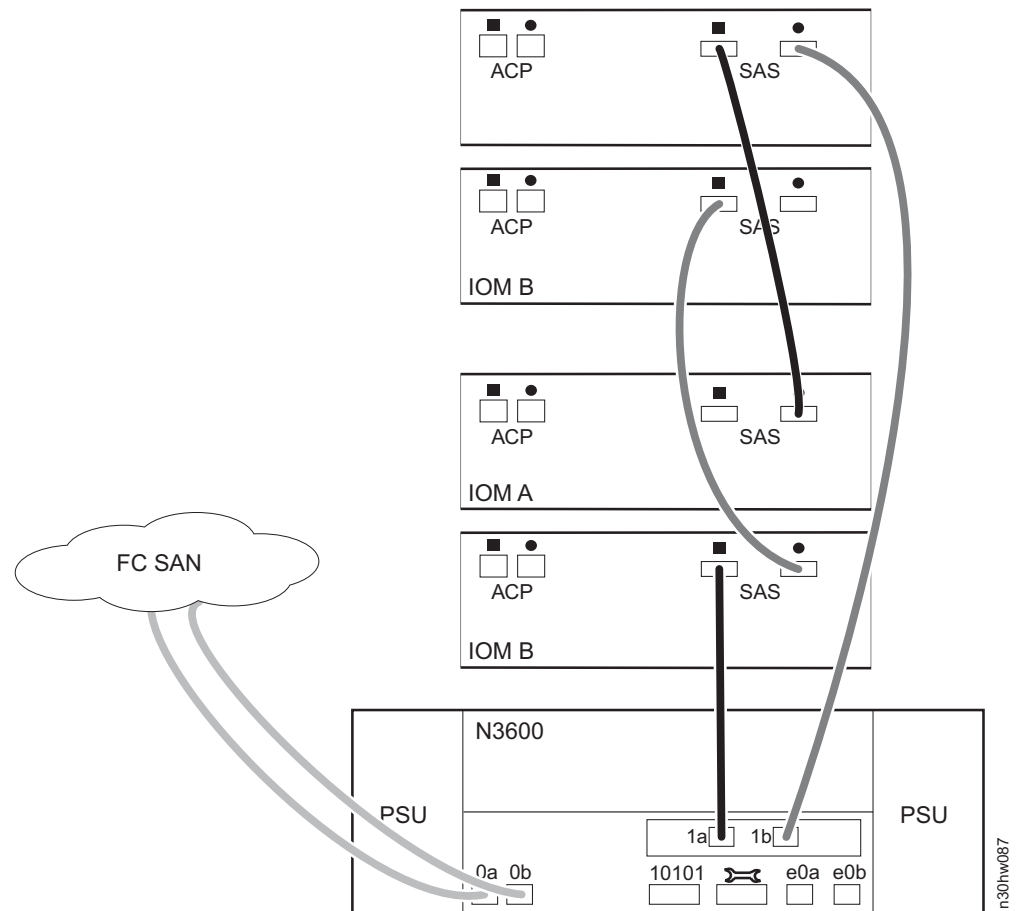 ACP
SAS
ACP
SAS
IOM B
ACP
SAS
IOM A
FC SAN
ACP
SAS
IOM B
N3600
PSU
PSU
1a
1b
0a 0b
10101
e0a e0b
n30hw087